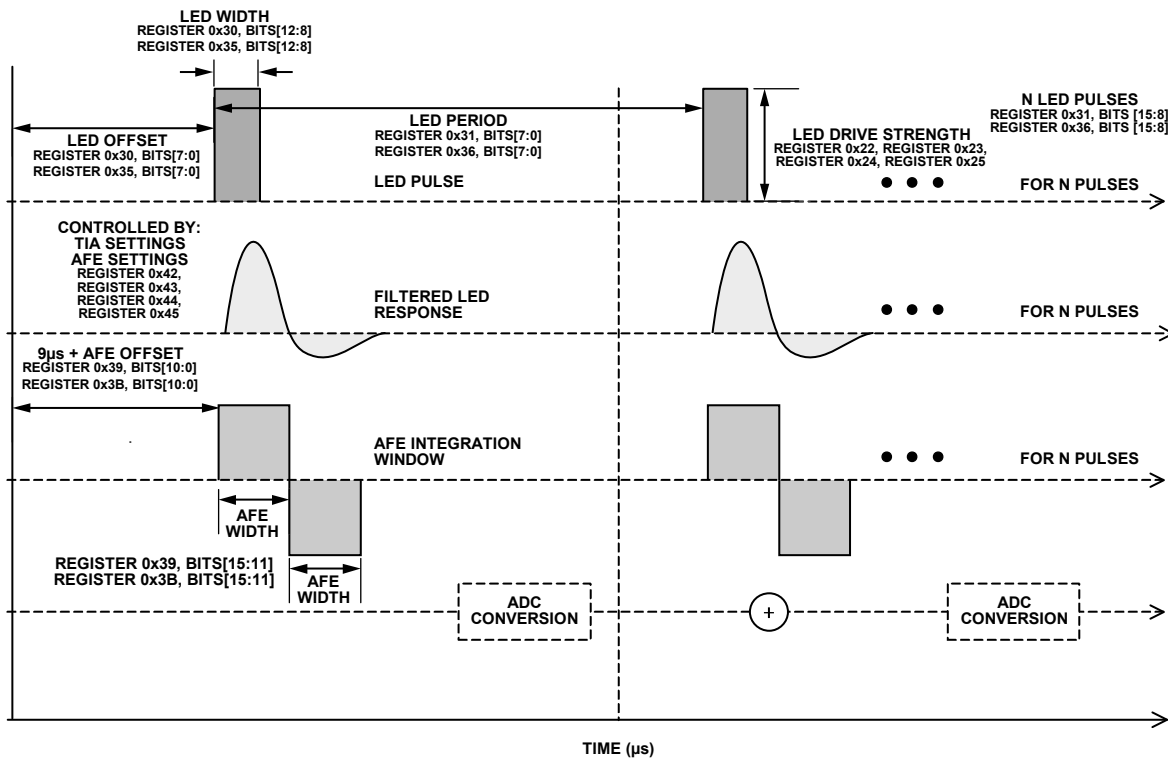 LED WIDTH
REGISTER 0x30, BITS[12:8]
REGISTER 0x35, BITS[12:8]
LED OFFSET
REGISTER 0x30, BITS[7:0]
REGISTER 0x35, BITS[7:0]
LED PERIOD
REGISTER 0x31, BITS[7:0]
REGISTER 0x36, BITS[7:0]
LED PULSE
LED DRIVE STRENGTH
REGISTER 0x22, REGISTER 0x23,
REGISTER 0x24, REGISTER 0x25
N LED PULSES
REGISTER 0x31, BITS [15:8]
REGISTER 0x36, BITS [15:8]
FOR N PULSES
CONTROLLED BY:
TIA SETTINGS
AFE SETTINGS
REGISTER 0x42,
REGISTER 0x43,
REGISTER 0x44,
REGISTER 0x45
FILTERED LED
RESPONSE
FOR N PULSES
9µs + AFE OFFSET
REGISTER 0x39, BITS[10:0]
REGISTER 0x3B, BITS[10:0]
AFE INTEGRATION
WINDOW
FOR N PULSES
AFE
WIDTH
REGISTER 0x39, BITS[15:11]
REGISTER 0x3B, BITS[15:11]
AFE
WIDTH
ADC
CONVERSION
+
ADC
CONVERSION
TIME (µs)